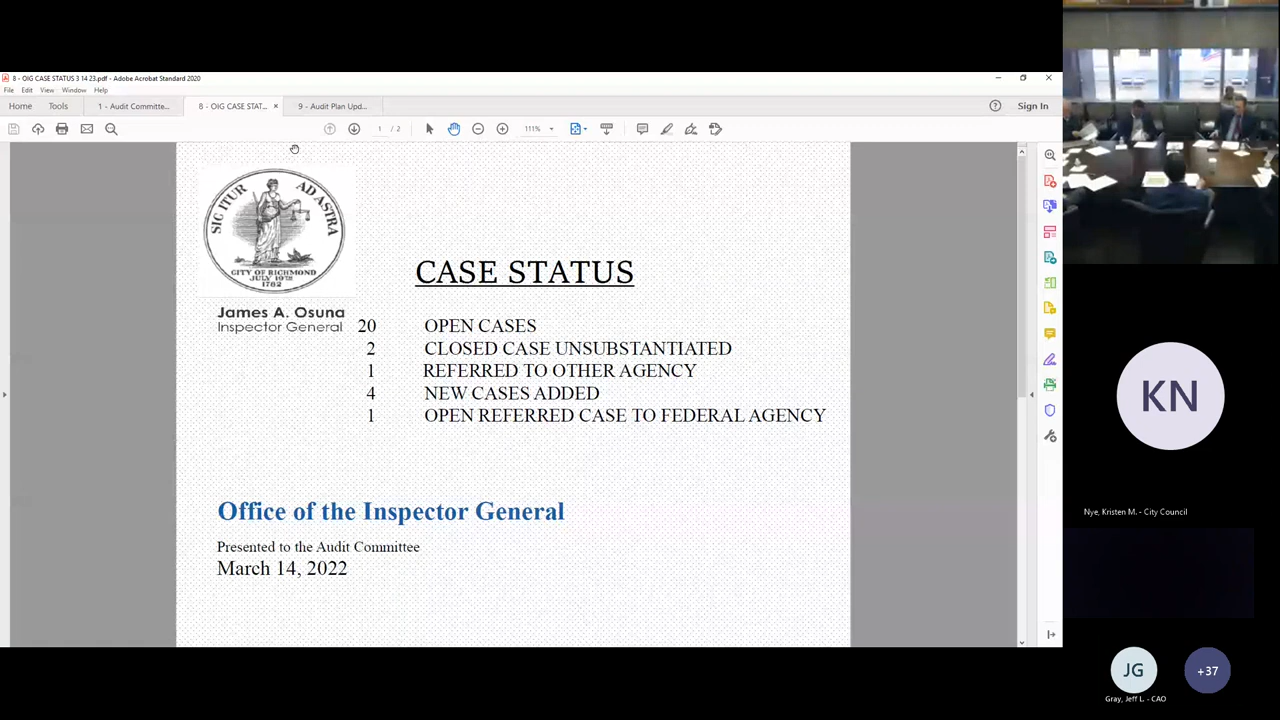 8 - OIG CASE STATUS 3 14 23.pdf - Adobe Acrobat Standard 2020
File Edit View Window Help
Home Tools 1 - Audit Committe... 8 - OIG CASE STAT... × 9 - Audit Plan Upd... Sign In
1 / 2 111%
SIC ITUR AD ASTRA
CITY OF RICHMOND
JULY 19TH
1782
CASE STATUS
James A. Osuna
Inspector General
20 OPEN CASES
2 CLOSED CASE UNSUBSTANTIATED
1 REFERRED TO OTHER AGENCY
4 NEW CASES ADDED
1 OPEN REFERRED CASE TO FEDERAL AGENCY
Office of the Inspector General
Presented to the Audit Committee
March 14, 2022
KN
Nye, Kristen M. - City Council
JG
+37
Gray, Jeff L. - CAO